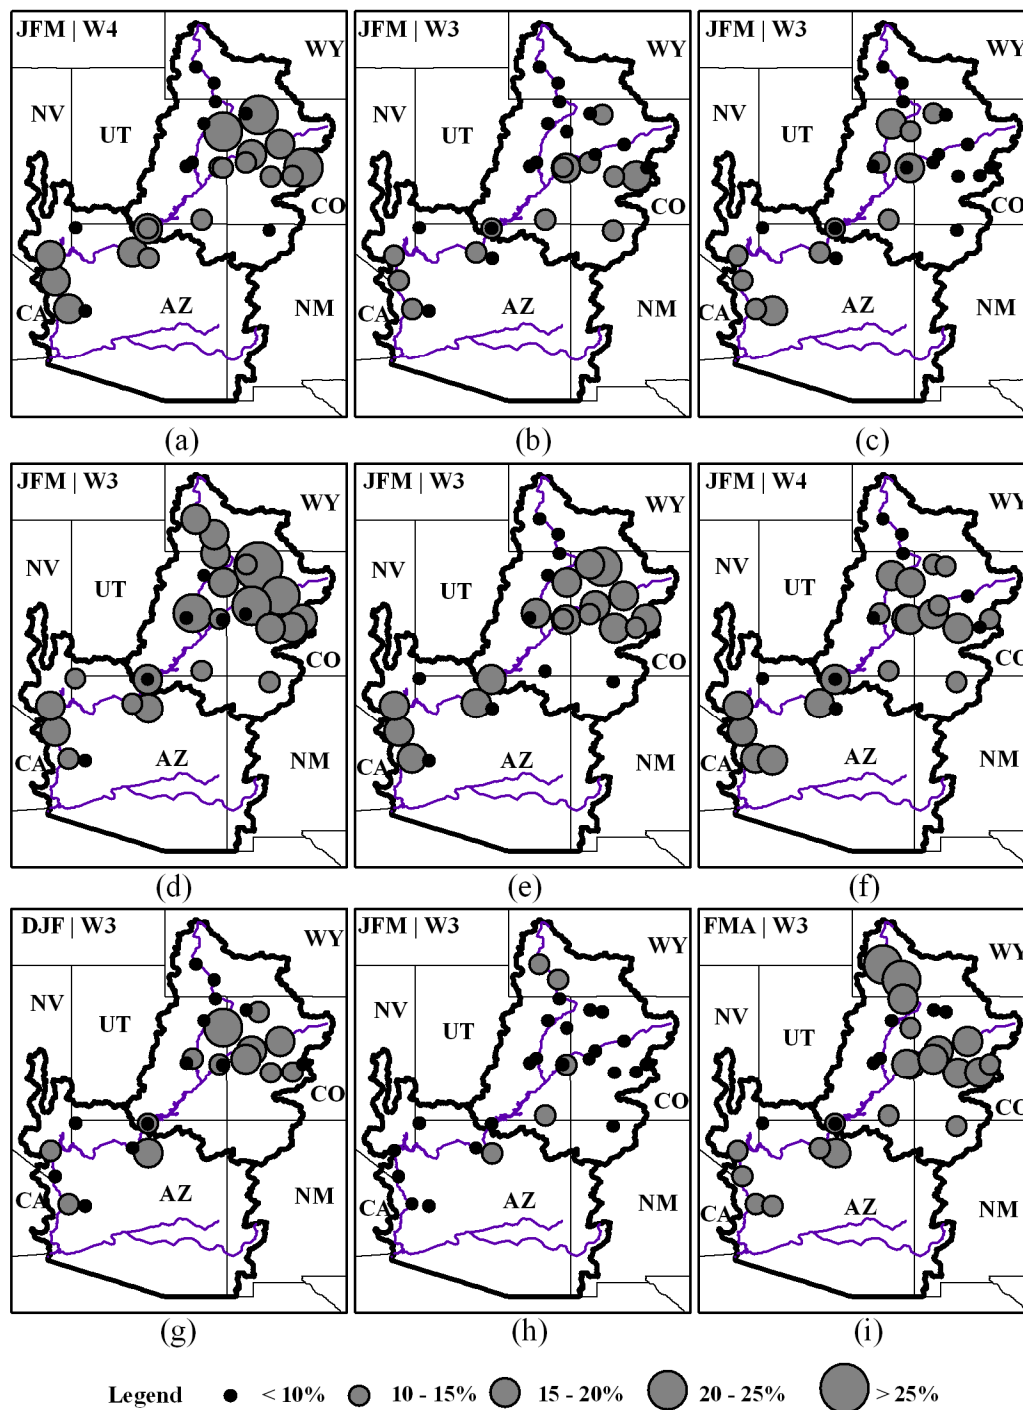 JFM | W4
WY
NV
UT
CO
CA
AZ
NM
(a)
JFM | W3
WY
UT
NV
CO
CA
AZ
NM
(b)
JFM | W3
WY
UT
NV
CO
CA
AZ
NM
(c)
JFM | W3
WY
NV
UT
CO
CA
AZ
NM
(d)
JFM | W3
WY
NV
UT
CO
CA
AZ
NM
(e)
JFM | W4
WY
NV
UT
CO
CA
AZ
NM
(f)
DJF | W3
WY
NV
UT
CO
CA
AZ
NM
(g)
JFM | W3
WY
NV
UT
CO
CA
AZ
NM
(h)
FMA | W3
WY
NV
UT
CO
CA
AZ
NM
(i)
Legend < 10% 10 - 15% 15 - 20% 20 - 25% > 25%